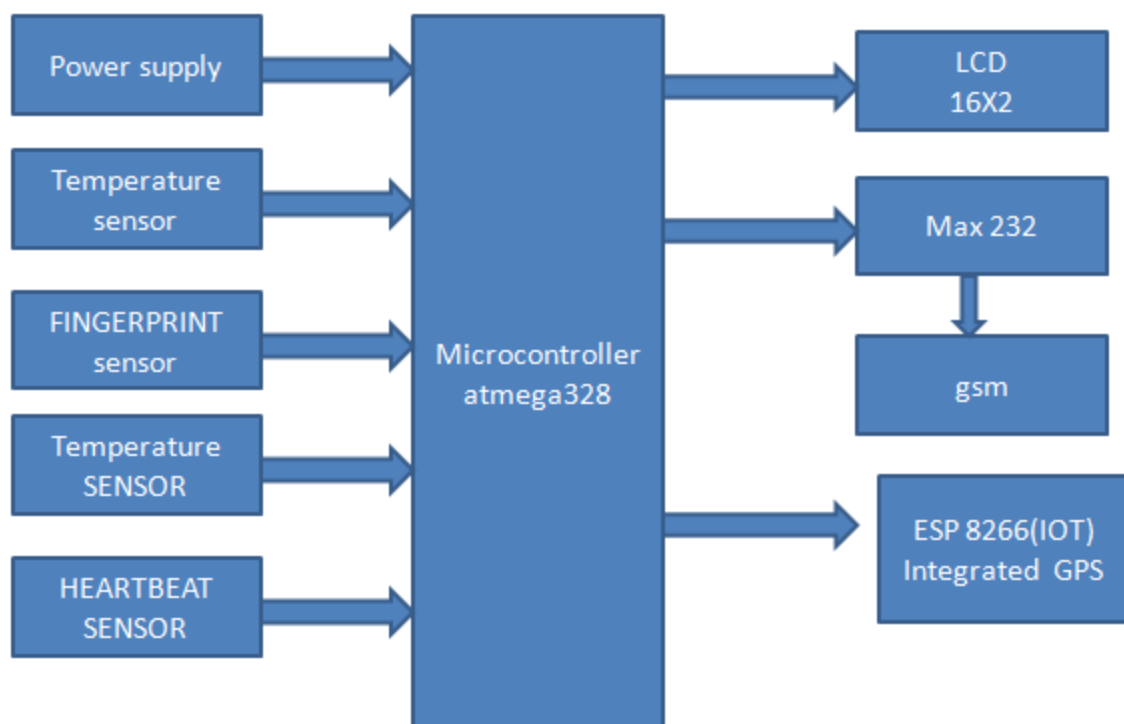 Power supply
Temperature
sensor
FINGERPRINT
sensor
Temperature
SENSOR
HEARTBEAT
SENSOR
Microcontroller
atmega328
LCD
16X2
Max 232
gsm
ESP 8266(IOT)
Integrated GPS